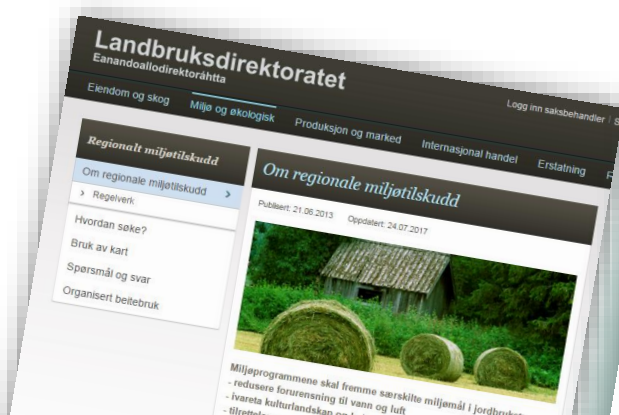 Landbruksdirektoratet
Eanandoallodirektoráhtta
Logg inn saksbehandler
Eiendom og skog
Miljø og økologisk
Produksjon og marked
Internasjonal handel
Erstatning
Regionalt miljøtilskudd
Om regionale miljøtilskudd
Regelverk
Hvordan søke?
Bruk av kart
Spørsmål og svar
Organisert beitebruk
Om regionale miljøtilskudd
Publisert: 21.06.2013 Oppdatert: 24.07.2017
Miljøprogrammene skal fremme særskilte miljømål i jordbruket
- redusere forurensning til vann og luft
- ivareta kulturlandskap og